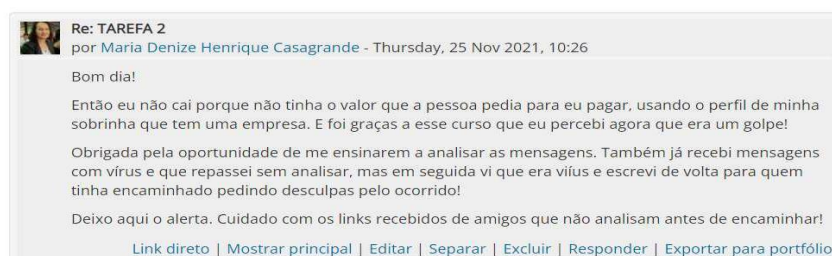 Re: TAREFA 2
por Maria Denize Henrique Casagrande - Thursday, 25 Nov 2021, 10:26
Bom dia!
Então eu não cai porque não tinha o valor que a pessoa pedia para eu pagar, usando o perfil de minha
sobrinha que tem uma empresa. E foi graças a esse curso que eu percebi agora que era um golpe!
Obrigada pela oportunidade de me ensinarem a analisar as mensagens. Também já recebi mensagens
com vírus e que repassei sem analisar, mas em seguida vi que era viíus e escrevi de volta para quem
tinha encaminhado pedindo desculpas pelo ocorrido!
Deixo aqui o alerta. Cuidado com os links recebidos de amigos que não analisam antes de encaminhar!
Link direto | Mostrar principal | Editar | Separar | Excluir | Responder | Exportar para portfólio